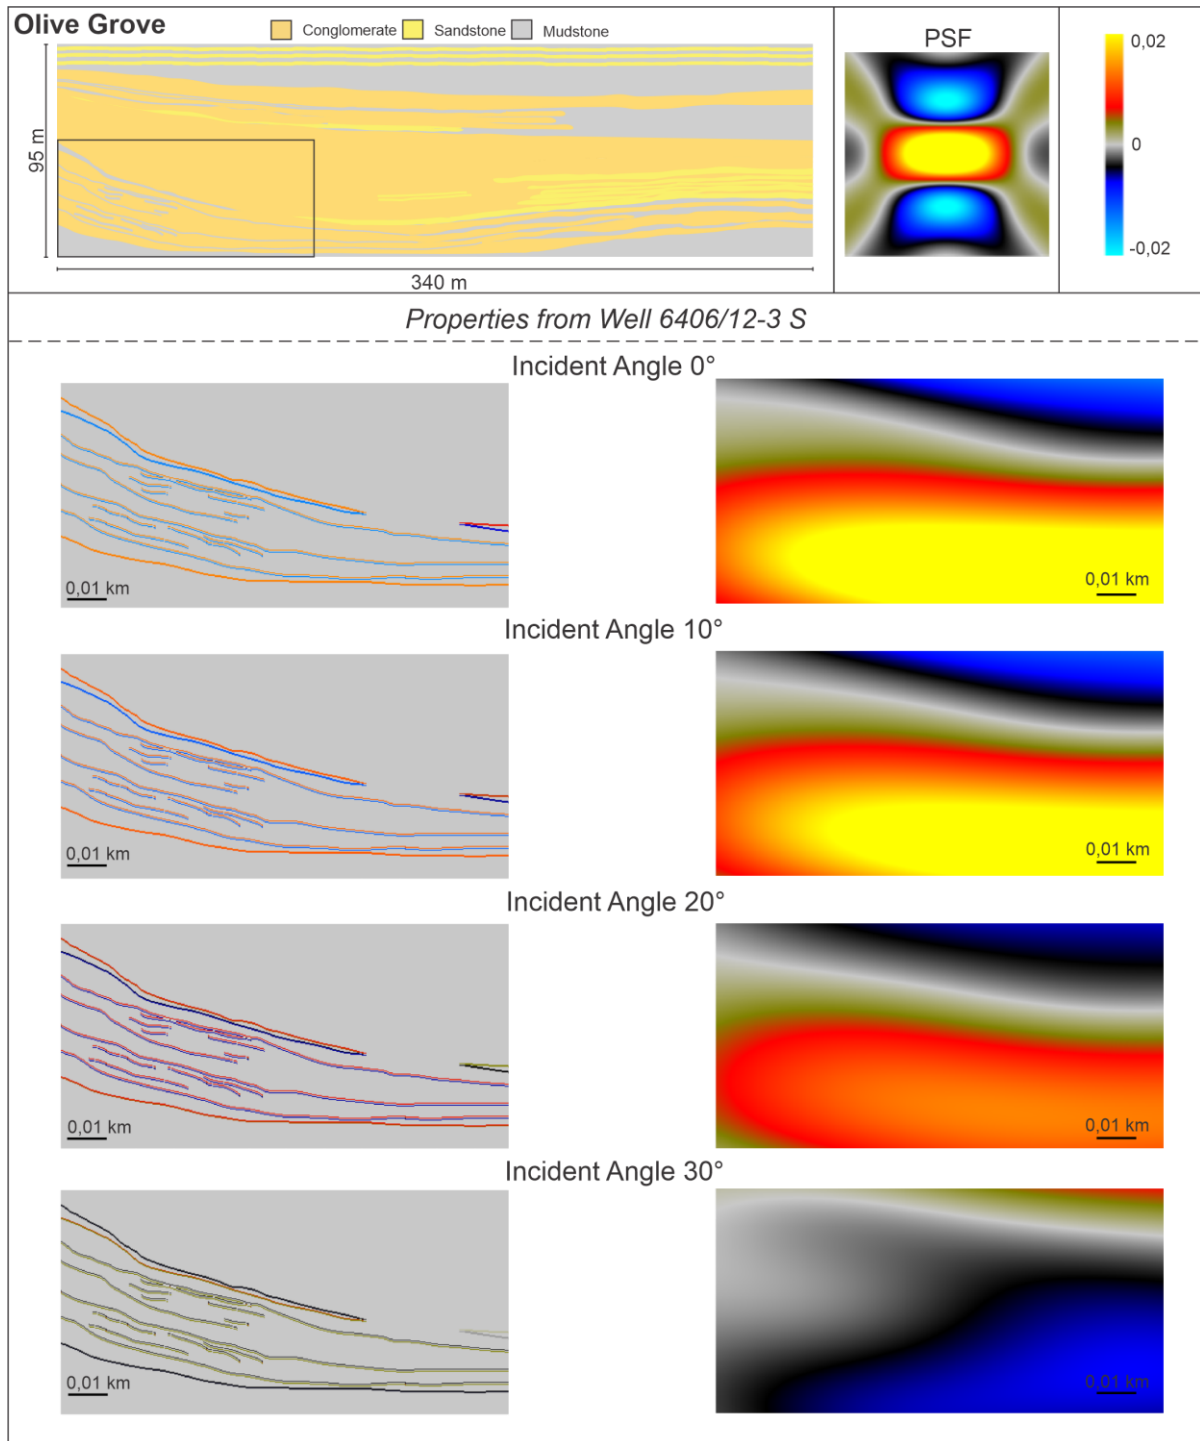 Olive Grove
Conglomerate
Sandstone
Mudstone
95 m
340 m
PSF
0,02
0
-0,02
Properties from Well 6406/12-3 S
Incident Angle 0°
0,01 km
0,01 km
Incident Angle 10°
0,01 km
0,01 km
Incident Angle 20°
0,01 km
0,01 km
Incident Angle 30°
0,01 km
0,01 km